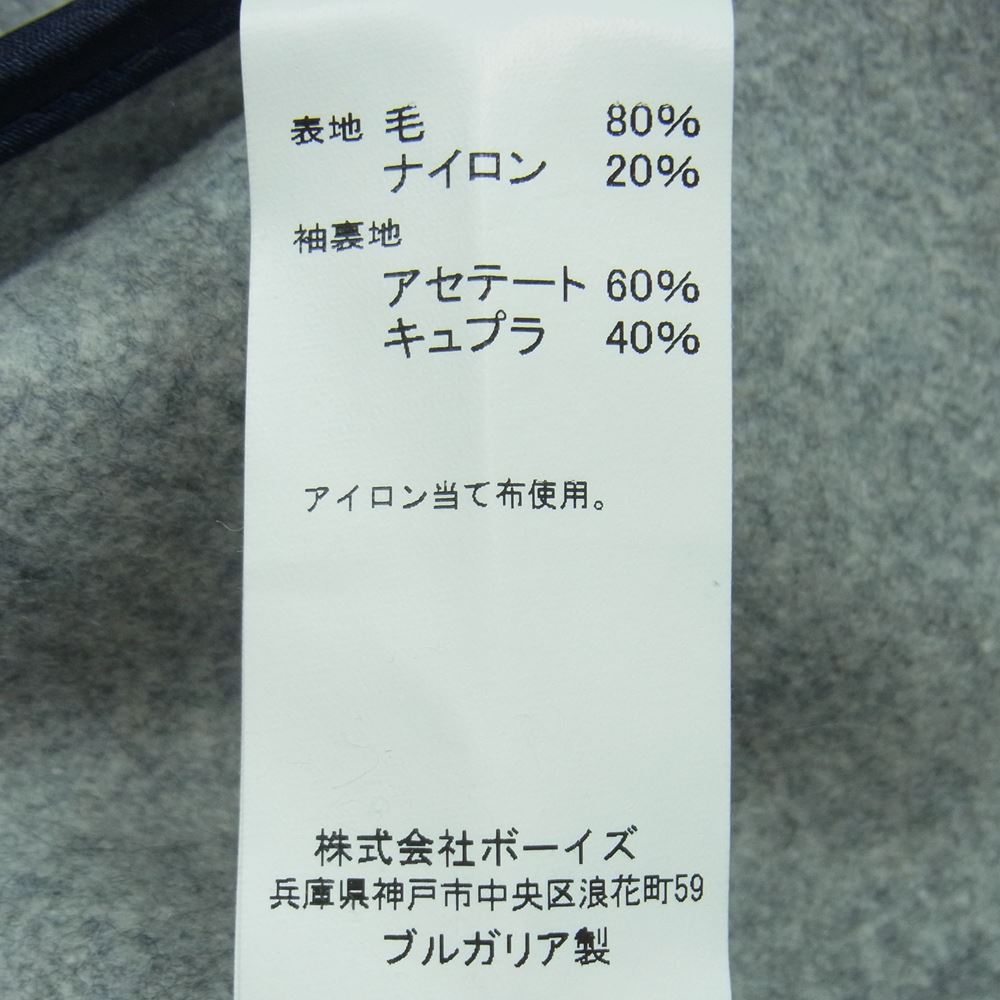 表地 毛 80%
ナイロン 20%
袖裏地
アセテート 60%
キュプラ 40%
アイロン当て布使用。
株式会社ボーイズ
兵庫県神戸市中央区浪花町59
ブルガリア製